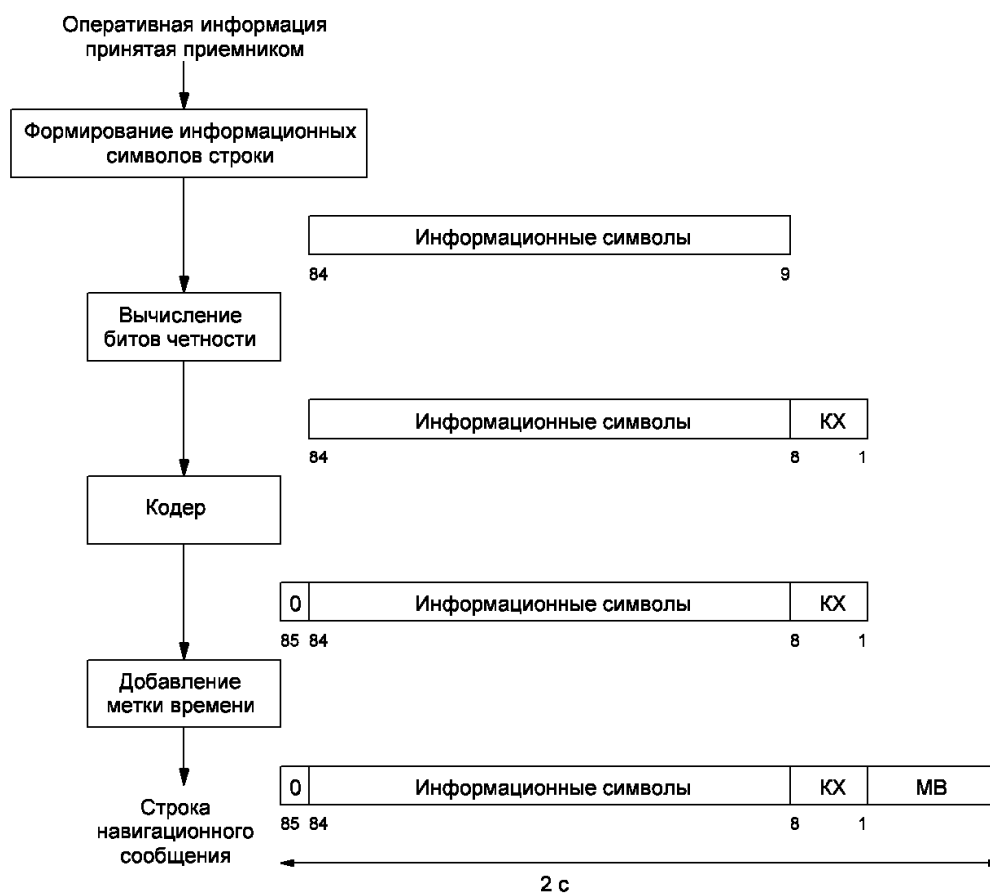 Оперативная информация
принятая приемником
Формирование информационных
символов строки
Информационные символы
84 9
Вычисление
битов четности
Информационные символы КХ
84 8 1
Кодер
0 Информационные символы КХ
85 84 8 1
Добавление
метки времени
0 Информационные символы КХ МВ
85 84 8 1
Строка
навигационного
сообщения
2 с